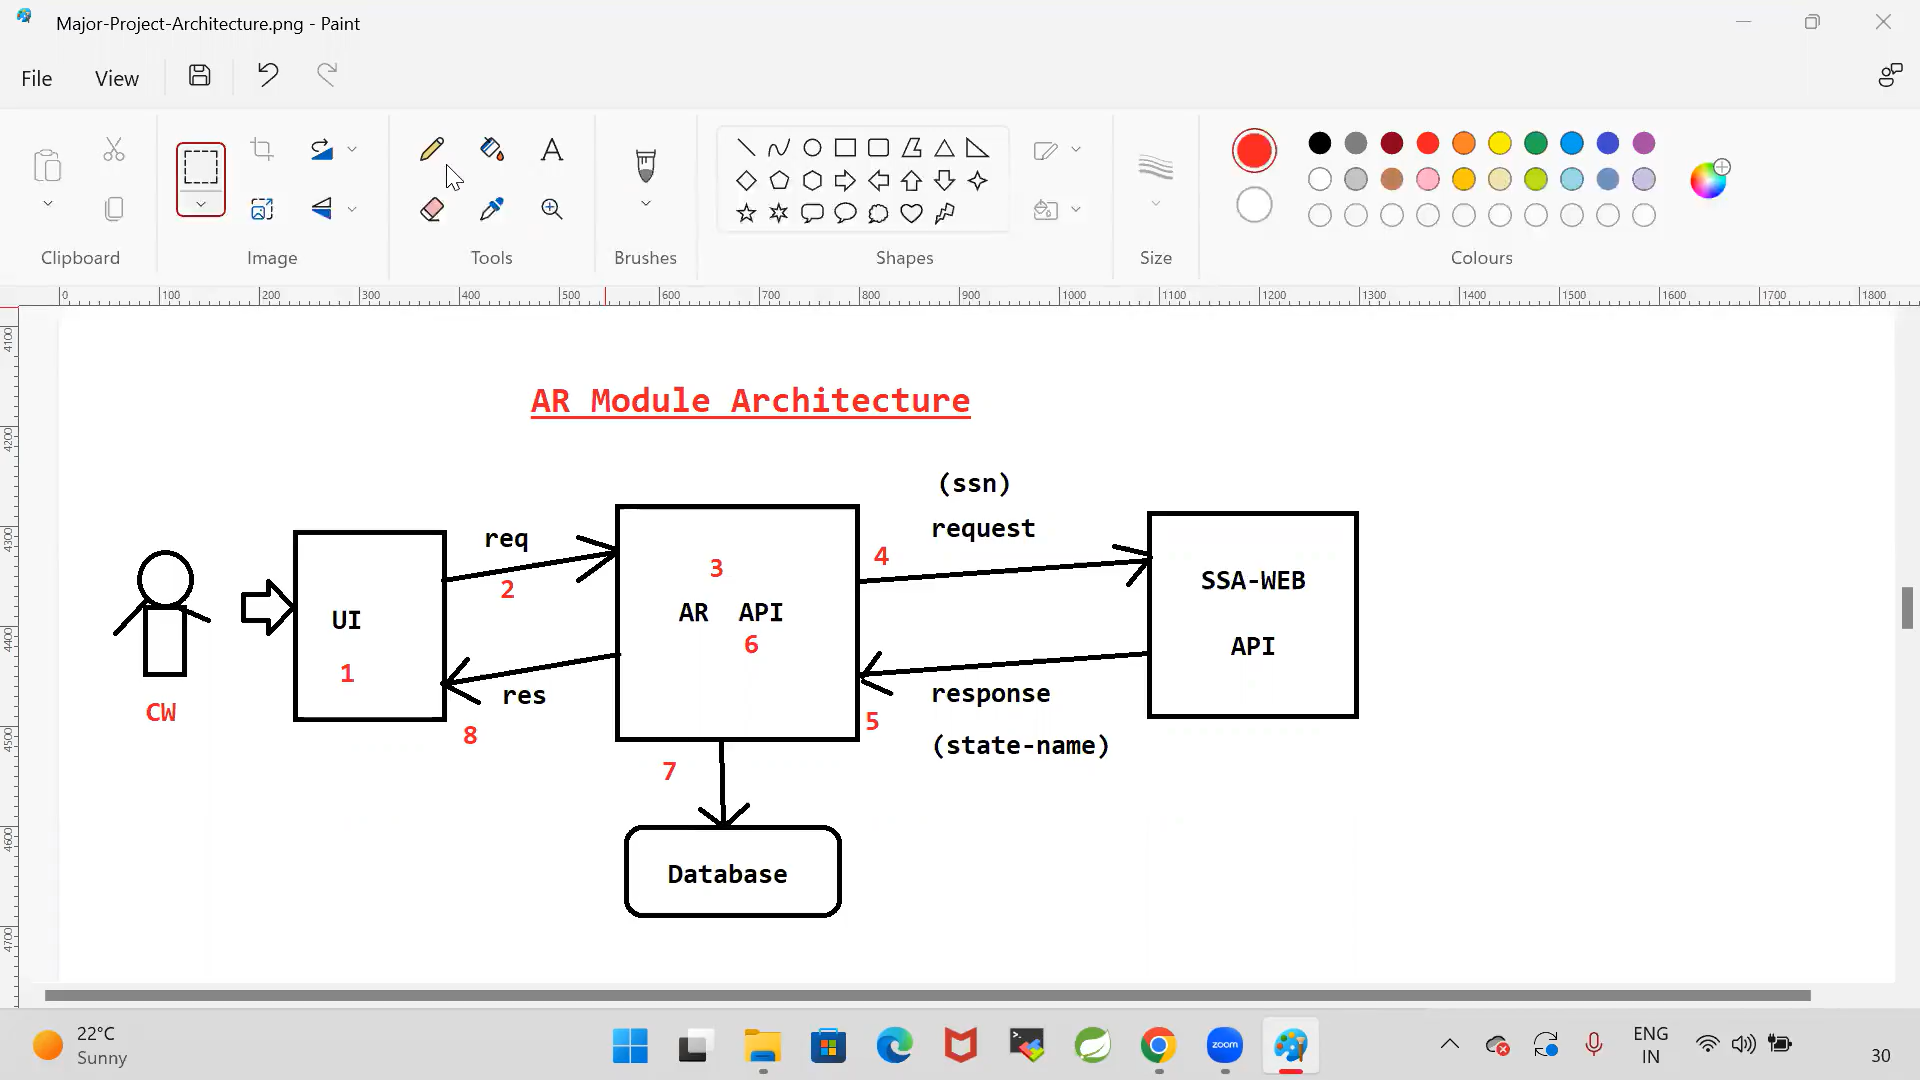 Major-Project-Architecture.png - Paint
File View
Clipboard Image Tools Brushes Shapes Size Colours
0 100 200 300 400 500 600 700 800 900 1000 1100 1200 1300 1400 1500 1600 1700 1800
4100
4200
4300
4400
4500
4600
4700
AR Module Architecture
(ssn)
req request
2 3 4
SSA-WEB
UI AR API
1 6 API
CW res response
8 5
(state-name)
7
Database
22°C
Sunny
zoom
ENG
IN
30